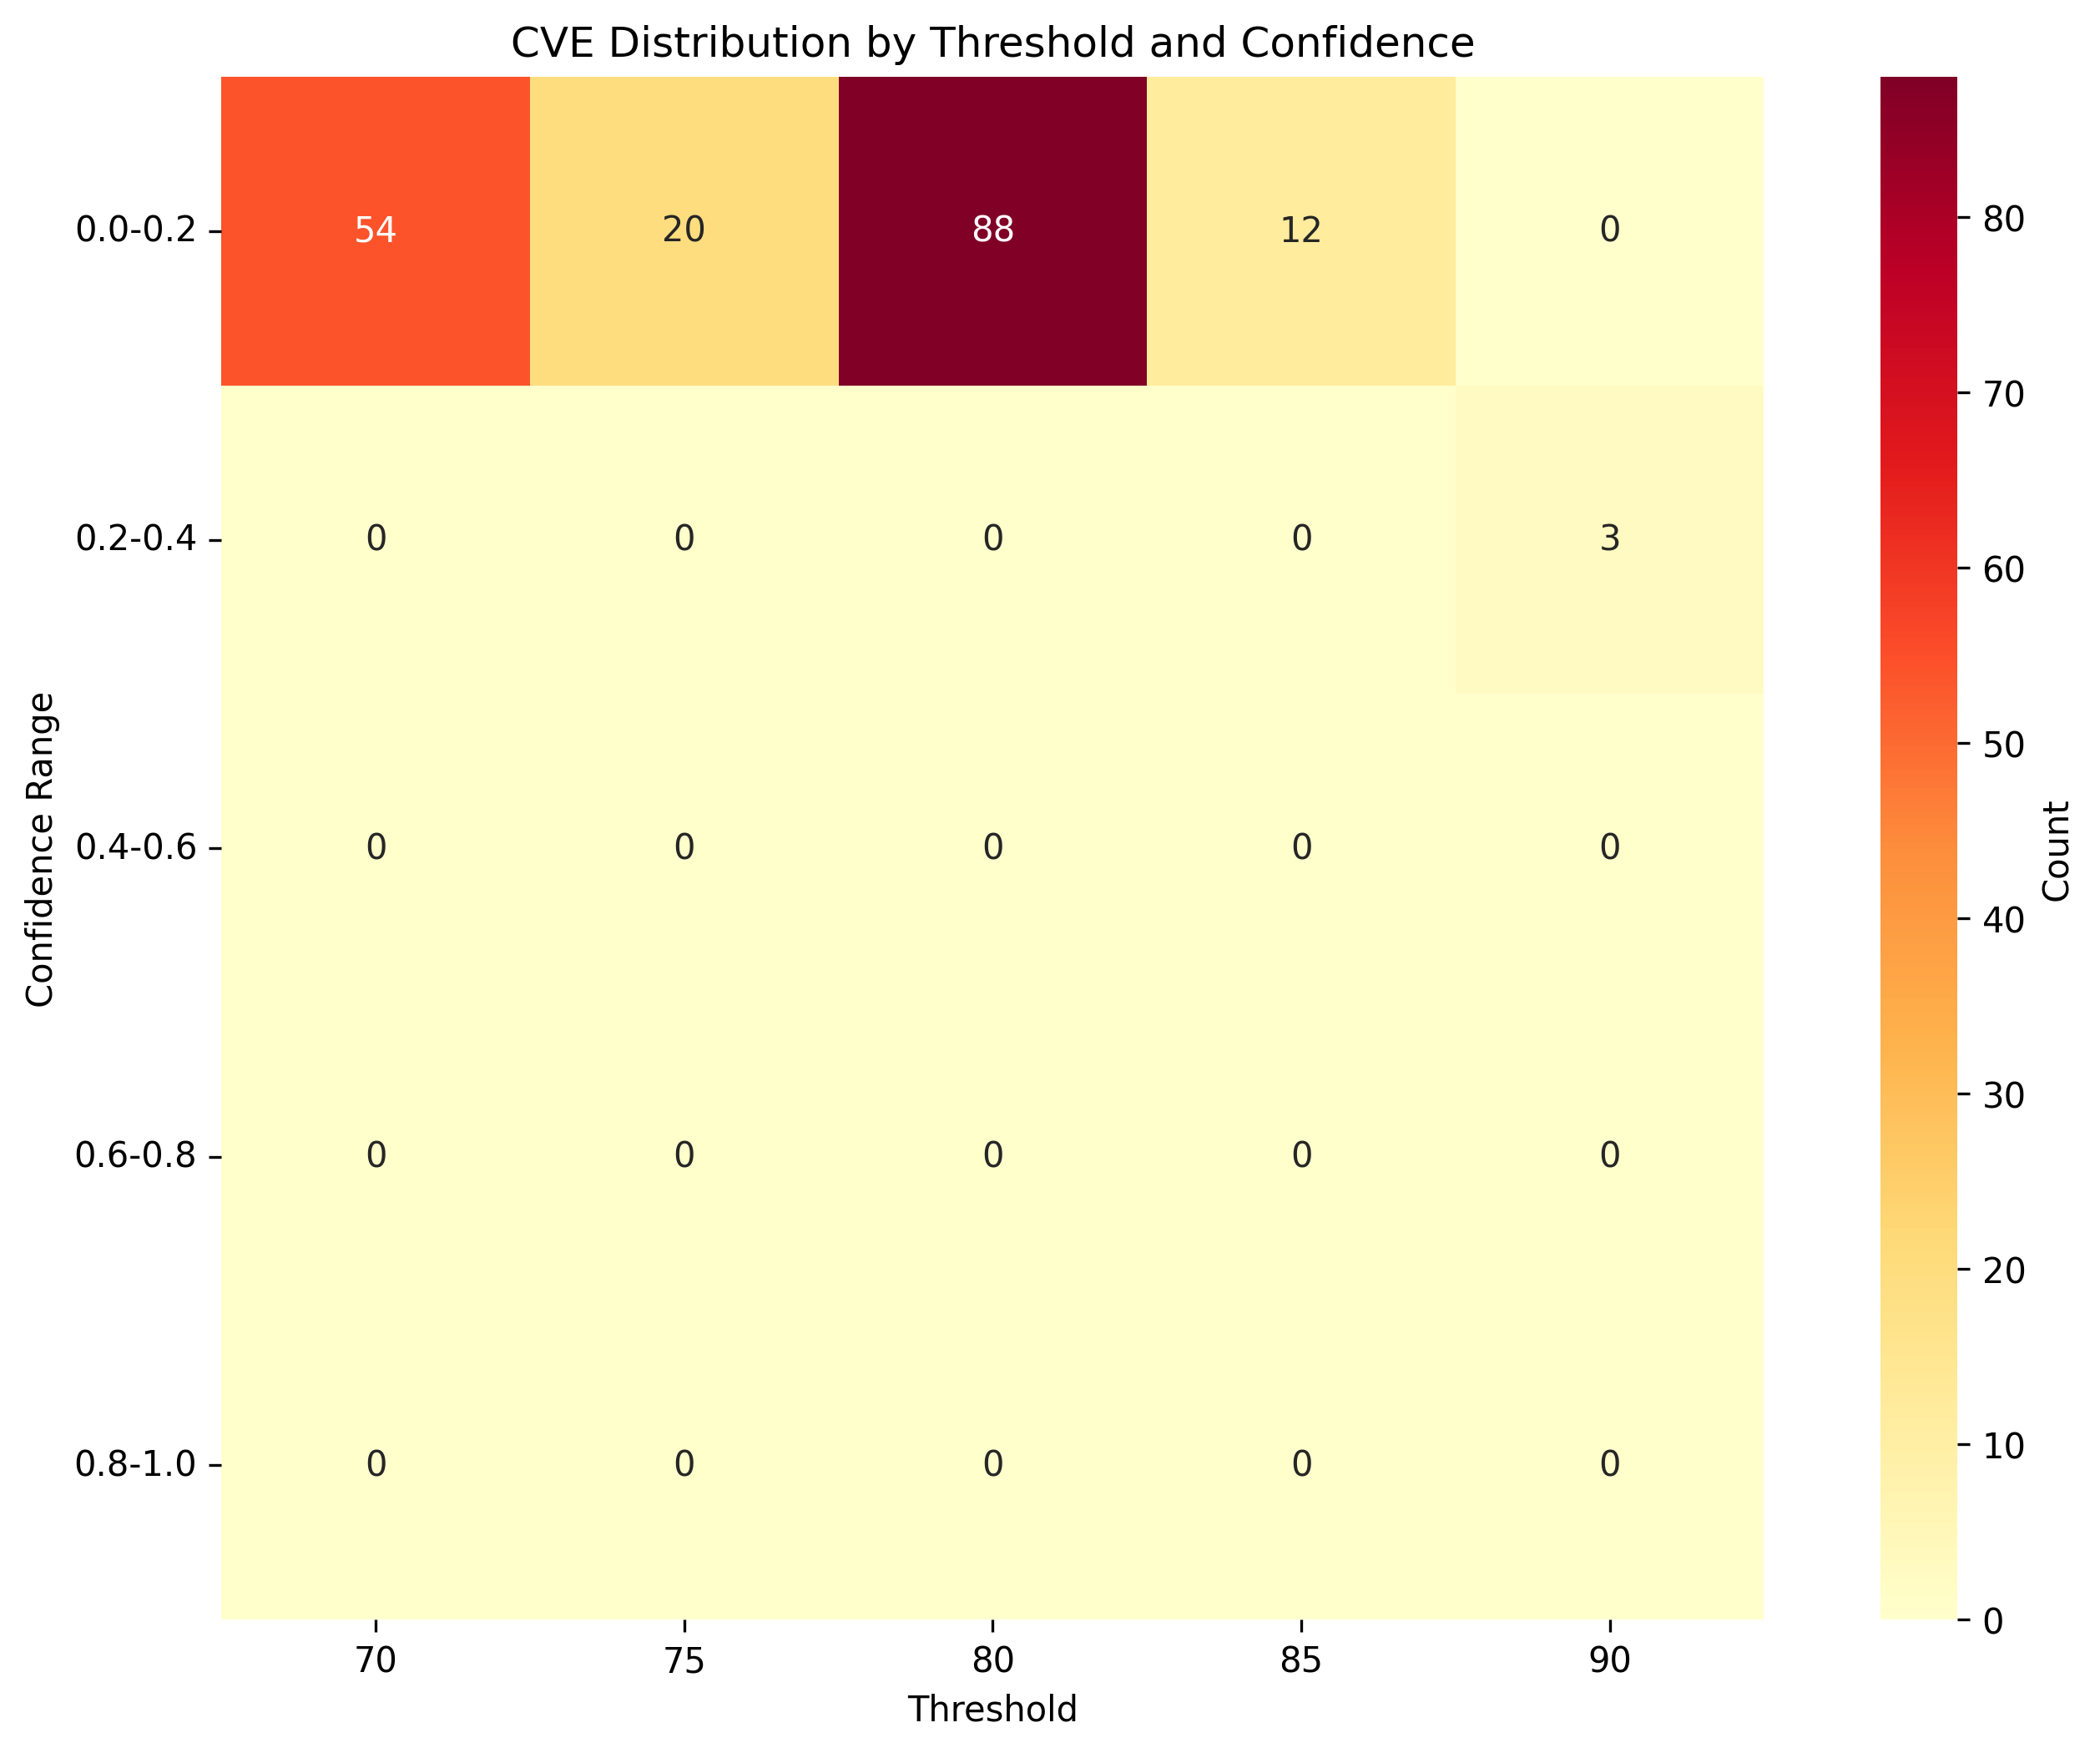 CVE Distribution by Threshold and Confidence
0.0-0.2 54 20 88 12 0
0.2-0.4 0 0 0 0 3
0.4-0.6 0 0 0 0 0
0.6-0.8 0 0 0 0 0
0.8-1.0 0 0 0 0 0
70 75 80 85 90
Threshold
Confidence Range
80
70
60
50
40
30
20
10
0
Count